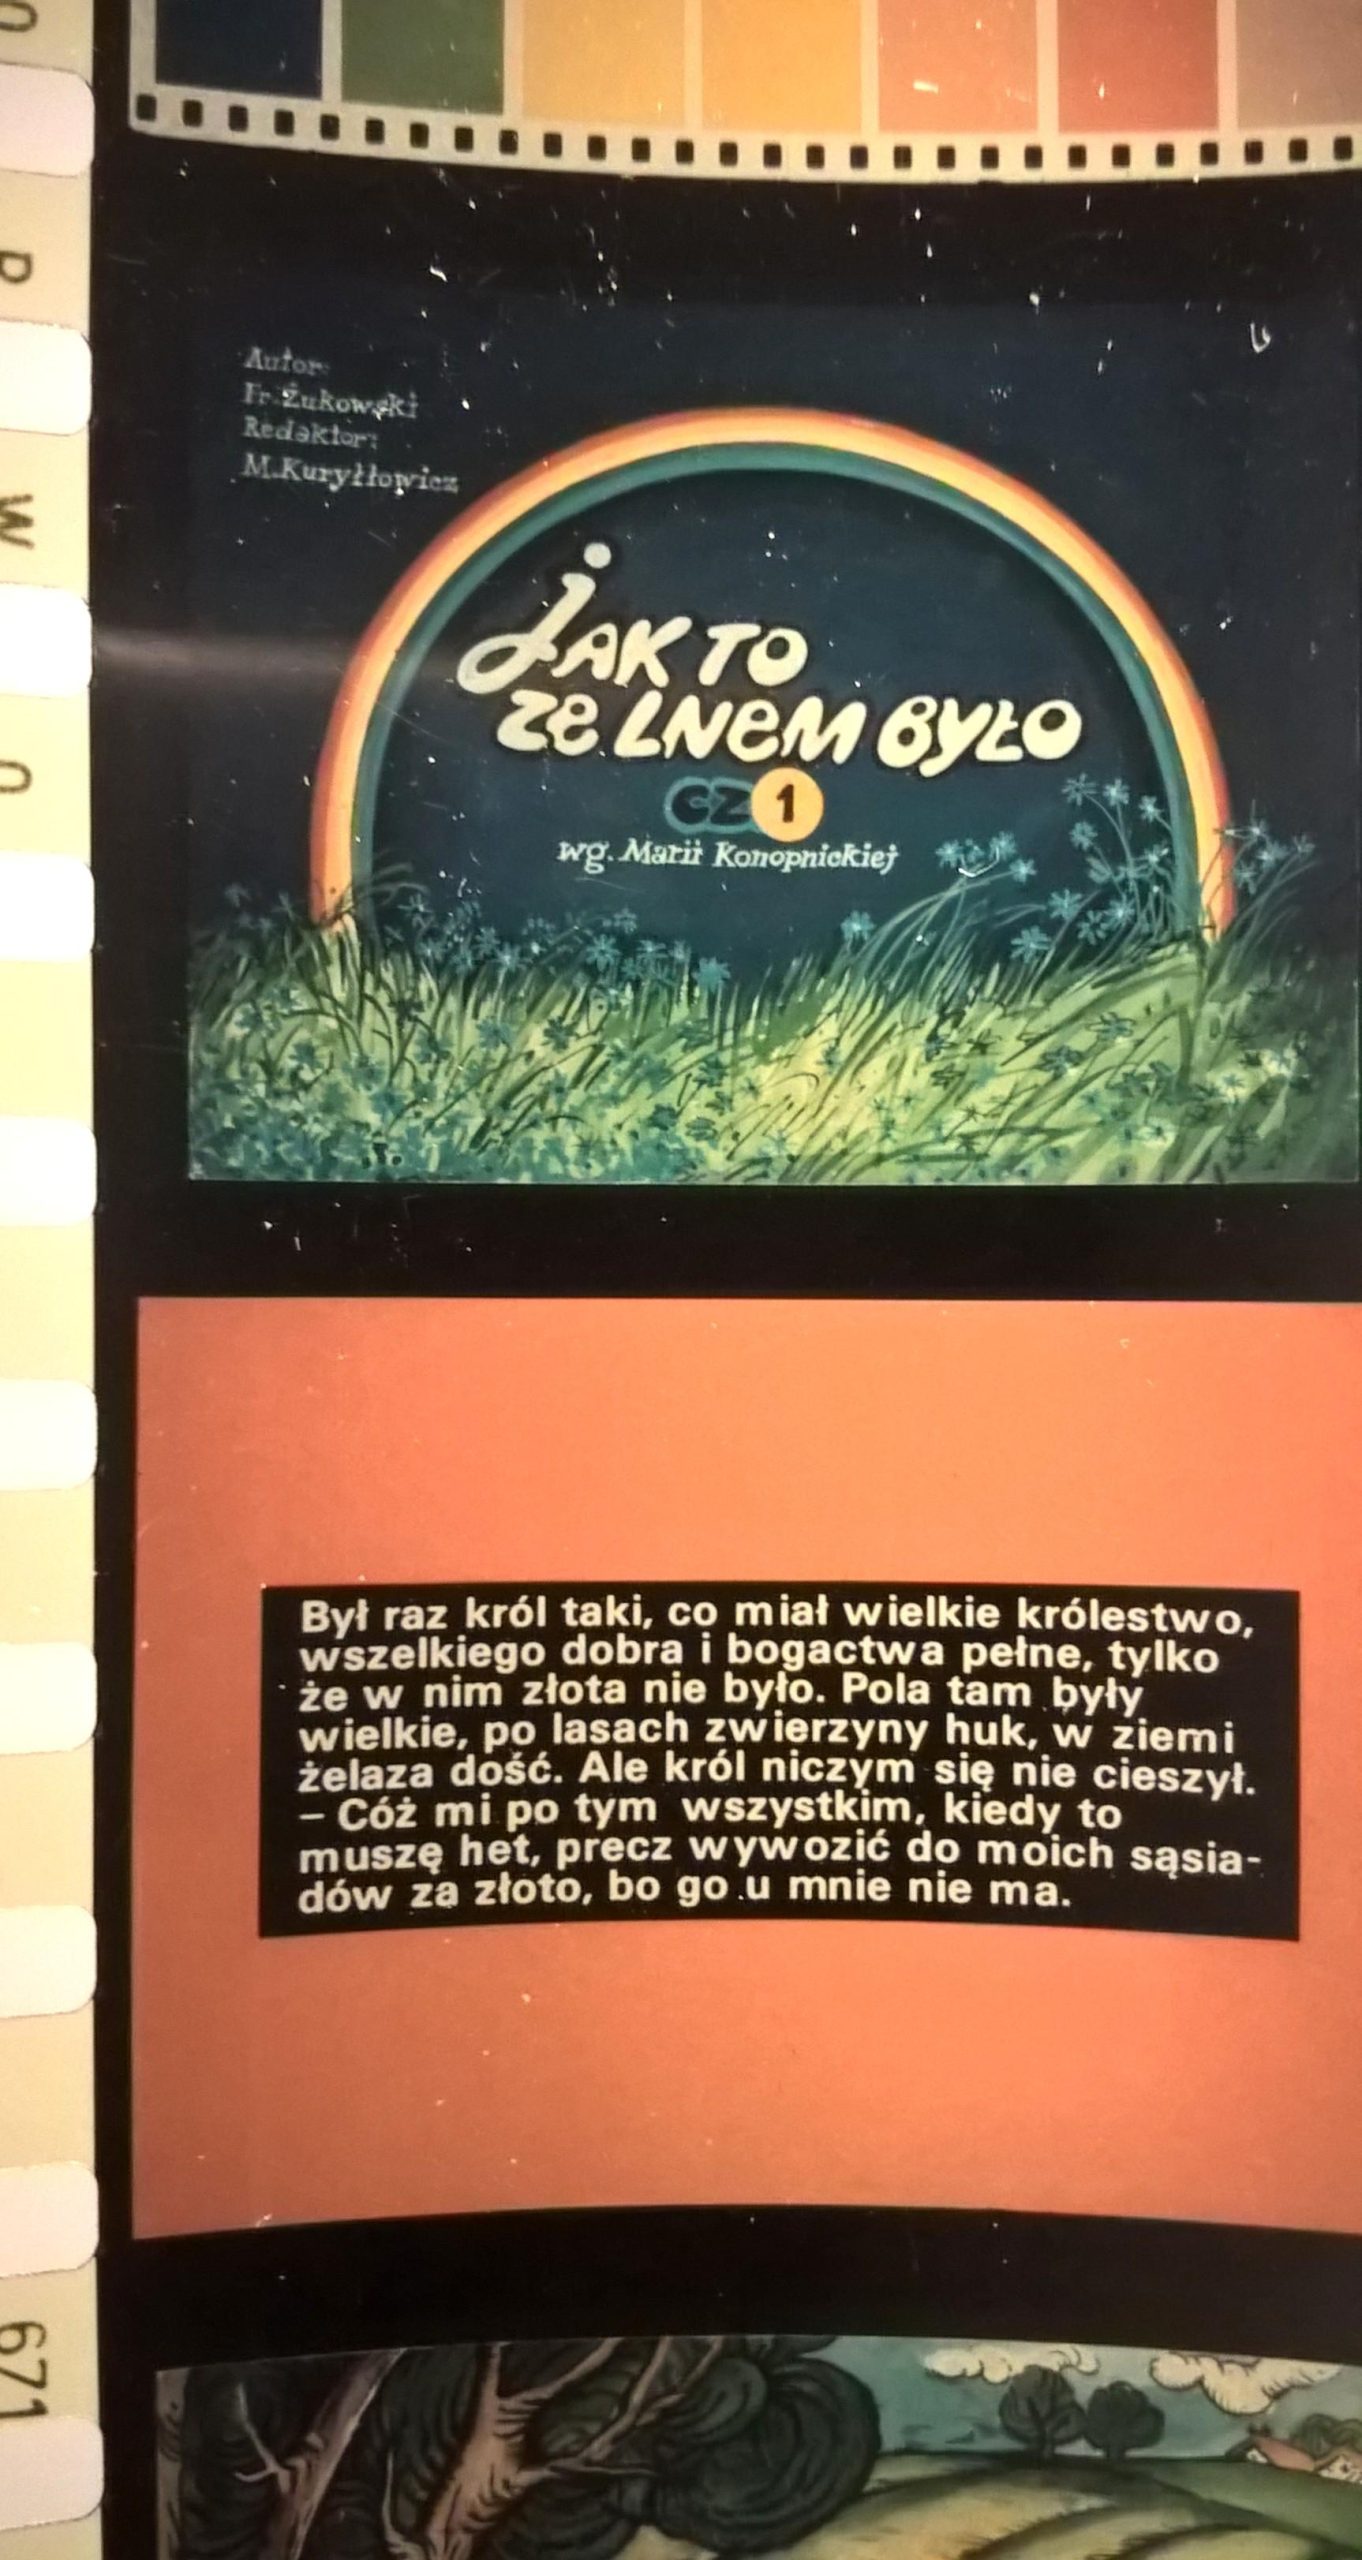 Autor:
Fr. Żukowski
Redaktor:
M. Kuryłłowicz
jak to
ze lnem było
cz 1
wg. Marii Konopnickiej
Był raz król taki, co miał wielkie królestwo,
wszelkiego dobra i bogactwa pełne, tylko
że w nim złota nie było. Pola tam były
wielkie, po lasach zwierzyny huk, w ziemi
żelaza dość. Ale król niczym się nie cieszył.
– Cóż mi po tym wszystkim, kiedy to
muszę het, precz wywozić do moich sąsia-
dów za złoto, bo go u mnie nie ma.
R
W
O
671